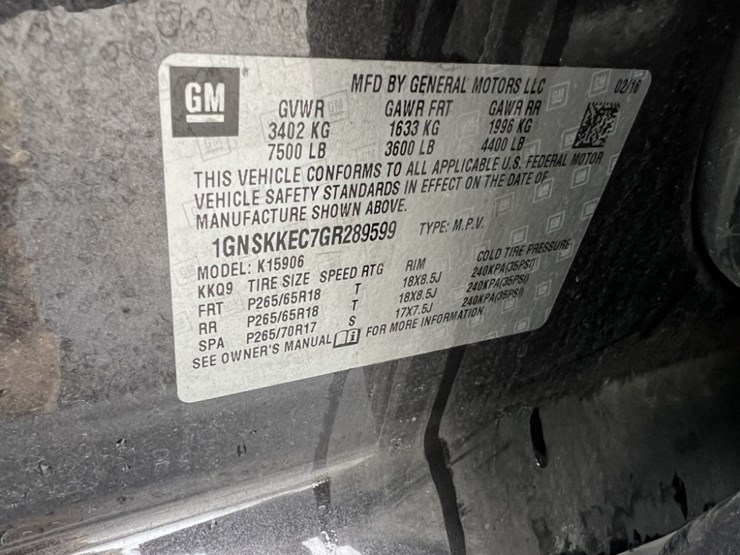 GM
MFD BY GENERAL MOTORS LLC 02/16
GVWR GAWR FRT GAWR RR
3402 KG 1633 KG 1996 KG
7500 LB 3600 LB 4400 LB
THIS VEHICLE CONFORMS TO ALL APPLICABLE U.S. FEDERAL MOTOR
VEHICLE SAFETY STANDARDS IN EFFECT ON THE DATE OF
MANUFACTURE SHOWN ABOVE.
1GNSKKEC7GR289599 TYPE: M.P.V.
MODEL: K15906
KKQ9 TIRE SIZE SPEED RTG RIM COLD TIRE PRESSURE
FRT P265/65R18 T 18X8.5J 240KPA(35PSI)
RR P265/65R18 T 18X8.5J 240KPA(35PSI)
SPA P265/70R17 S 17X7.5J 240KPA(35PSI)
SEE OWNER'S MANUAL FOR MORE INFORMATION.